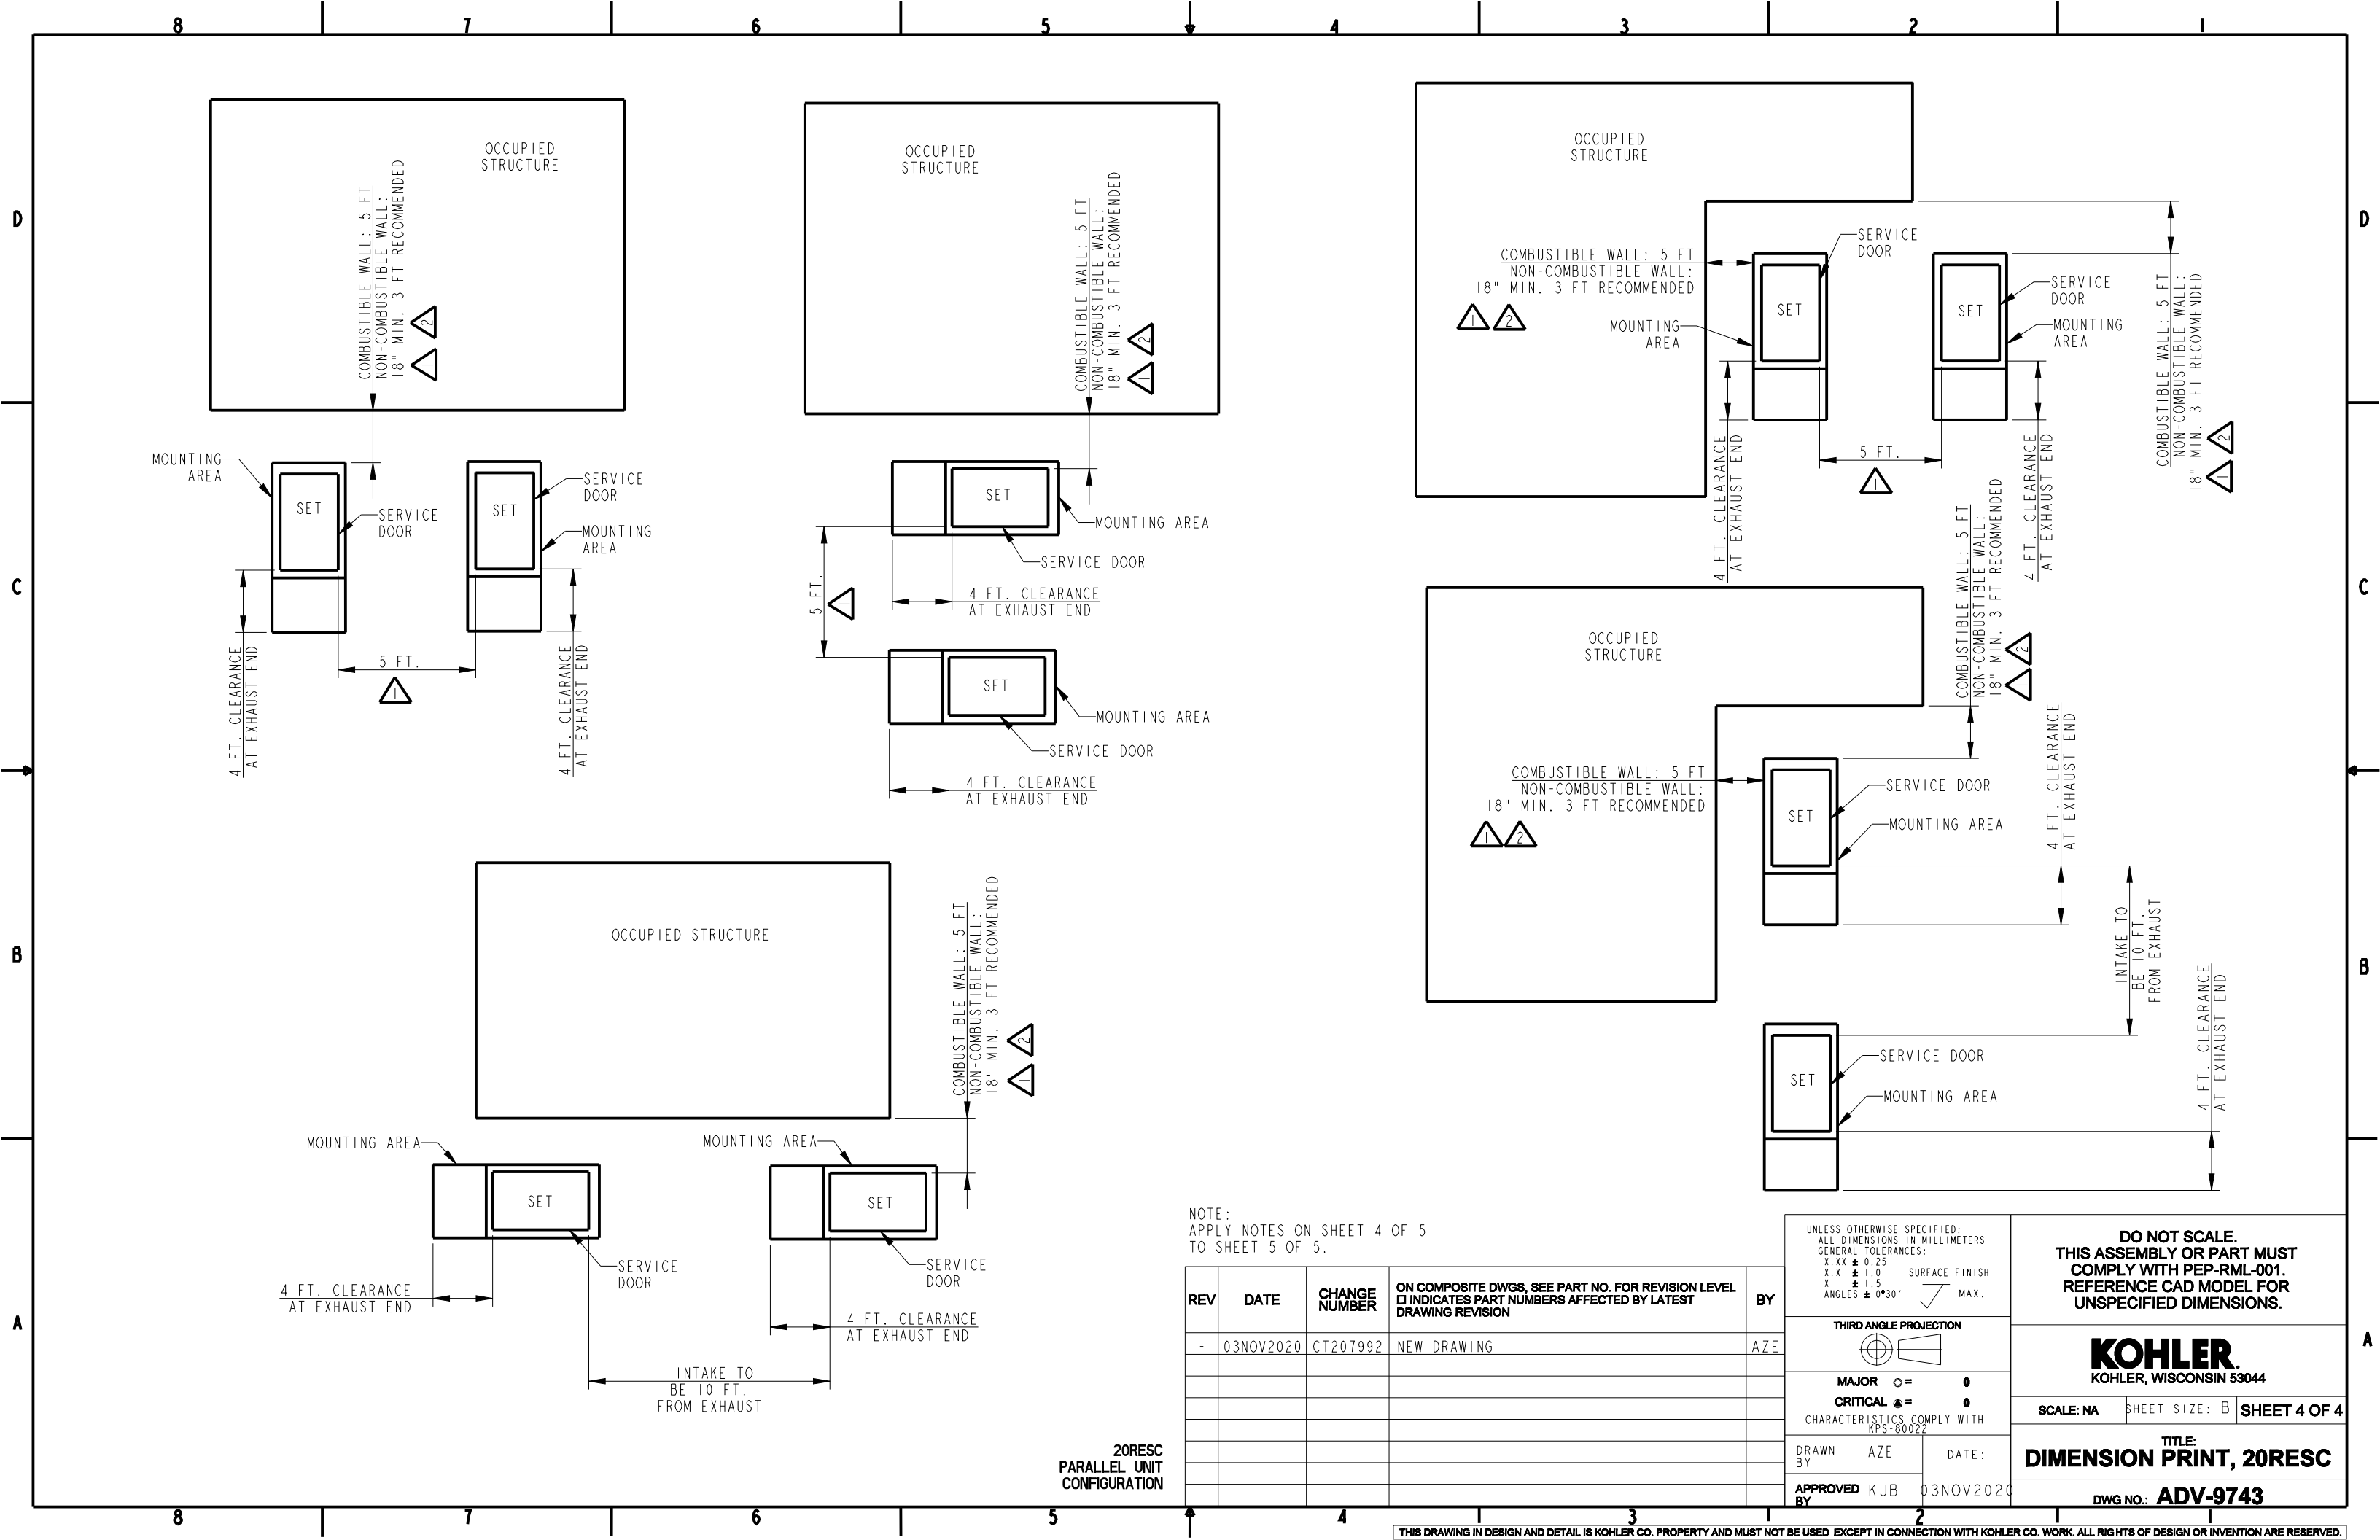 8 7 6 5 4 3 2 1
D
OCCUPIED
STRUCTURE
COMBUSTIBLE WALL: 5 FT
NON-COMBUSTIBLE WALL:
18" MIN. 3 FT RECOMMENDED
1 2
MOUNTING
AREA
SET
SERVICE
DOOR
SET
SERVICE
DOOR
MOUNTING
AREA
4 FT. CLEARANCE
AT EXHAUST END
5 FT.
1
4 FT. CLEARANCE
AT EXHAUST END
OCCUPIED
STRUCTURE
COMBUSTIBLE WALL: 5 FT
NON-COMBUSTIBLE WALL:
18" MIN. 3 FT RECOMMENDED
1 2
SET
MOUNTING AREA
SERVICE DOOR
4 FT. CLEARANCE
AT EXHAUST END
5 FT.
1
SET
MOUNTING AREA
SERVICE DOOR
4 FT. CLEARANCE
AT EXHAUST END
OCCUPIED
STRUCTURE
COMBUSTIBLE WALL: 5 FT
NON-COMBUSTIBLE WALL:
18" MIN. 3 FT RECOMMENDED
1 2
SERVICE
DOOR
SET
MOUNTING
AREA
SET
SERVICE
DOOR
MOUNTING
AREA
4 FT. CLEARANCE
AT EXHAUST END
5 FT.
1
4 FT. CLEARANCE
AT EXHAUST END
COMBUSTIBLE WALL: 5 FT
NON-COMBUSTIBLE WALL:
18" MIN. 3 FT RECOMMENDED
1 2
D
C
C
OCCUPIED
STRUCTURE
COMBUSTIBLE WALL: 5 FT
NON-COMBUSTIBLE WALL:
18" MIN. 3 FT RECOMMENDED
1 2
COMBUSTIBLE WALL: 5 FT
NON-COMBUSTIBLE WALL:
18" MIN. 3 FT RECOMMENDED
1 2
SET
SERVICE DOOR
MOUNTING AREA
4 FT. CLEARANCE
AT EXHAUST END
INTAKE TO
BE 10 FT.
FROM EXHAUST
SET
SERVICE DOOR
MOUNTING AREA
4 FT. CLEARANCE
AT EXHAUST END
B
B
OCCUPIED STRUCTURE
COMBUSTIBLE WALL: 5 FT
NON-COMBUSTIBLE WALL:
18" MIN. 3 FT RECOMMENDED
1 2
MOUNTING AREA
SET
SERVICE
DOOR
4 FT. CLEARANCE
AT EXHAUST END
MOUNTING AREA
SET
SERVICE
DOOR
4 FT. CLEARANCE
AT EXHAUST END
INTAKE TO
BE 10 FT.
FROM EXHAUST
A
A
20RESC
PARALLEL UNIT
CONFIGURATION
NOTE:
APPLY NOTES ON SHEET 4 OF 5
TO SHEET 5 OF 5.
REV DATE CHANGE NUMBER ON COMPOSITE DWGS, SEE PART NO. FOR REVISION LEVEL
□ INDICATES PART NUMBERS AFFECTED BY LATEST
DRAWING REVISION BY
- 03NOV2020 CT207992 NEW DRAWING AZE
UNLESS OTHERWISE SPECIFIED:
ALL DIMENSIONS IN MILLIMETERS
GENERAL TOLERANCES:
X.XX ± 0.25
X.X ± 1.0 SURFACE FINISH
X ± 1.5
ANGLES ± 0°30' MAX.
THIRD ANGLE PROJECTION
MAJOR ○= 0
CRITICAL = 0
CHARACTERISTICS COMPLY WITH
KPS-80022
DRAWN BY AZE DATE:
APPROVED BY KJB 03NOV2020
DO NOT SCALE.
THIS ASSEMBLY OR PART MUST
COMPLY WITH PEP-RML-001.
REFERENCE CAD MODEL FOR
UNSPECIFIED DIMENSIONS.
KOHLER.
KOHLER, WISCONSIN 53044
SCALE: NA SHEET SIZE: B SHEET 4 OF 4
TITLE:
DIMENSION PRINT, 20RESC
DWG NO.: ADV-9743
8 7 6 5 4 3 2 1
THIS DRAWING IN DESIGN AND DETAIL IS KOHLER CO. PROPERTY AND MUST NOT BE USED EXCEPT IN CONNECTION WITH KOHLER CO. WORK. ALL RIGHTS OF DESIGN OR INVENTION ARE RESERVED.